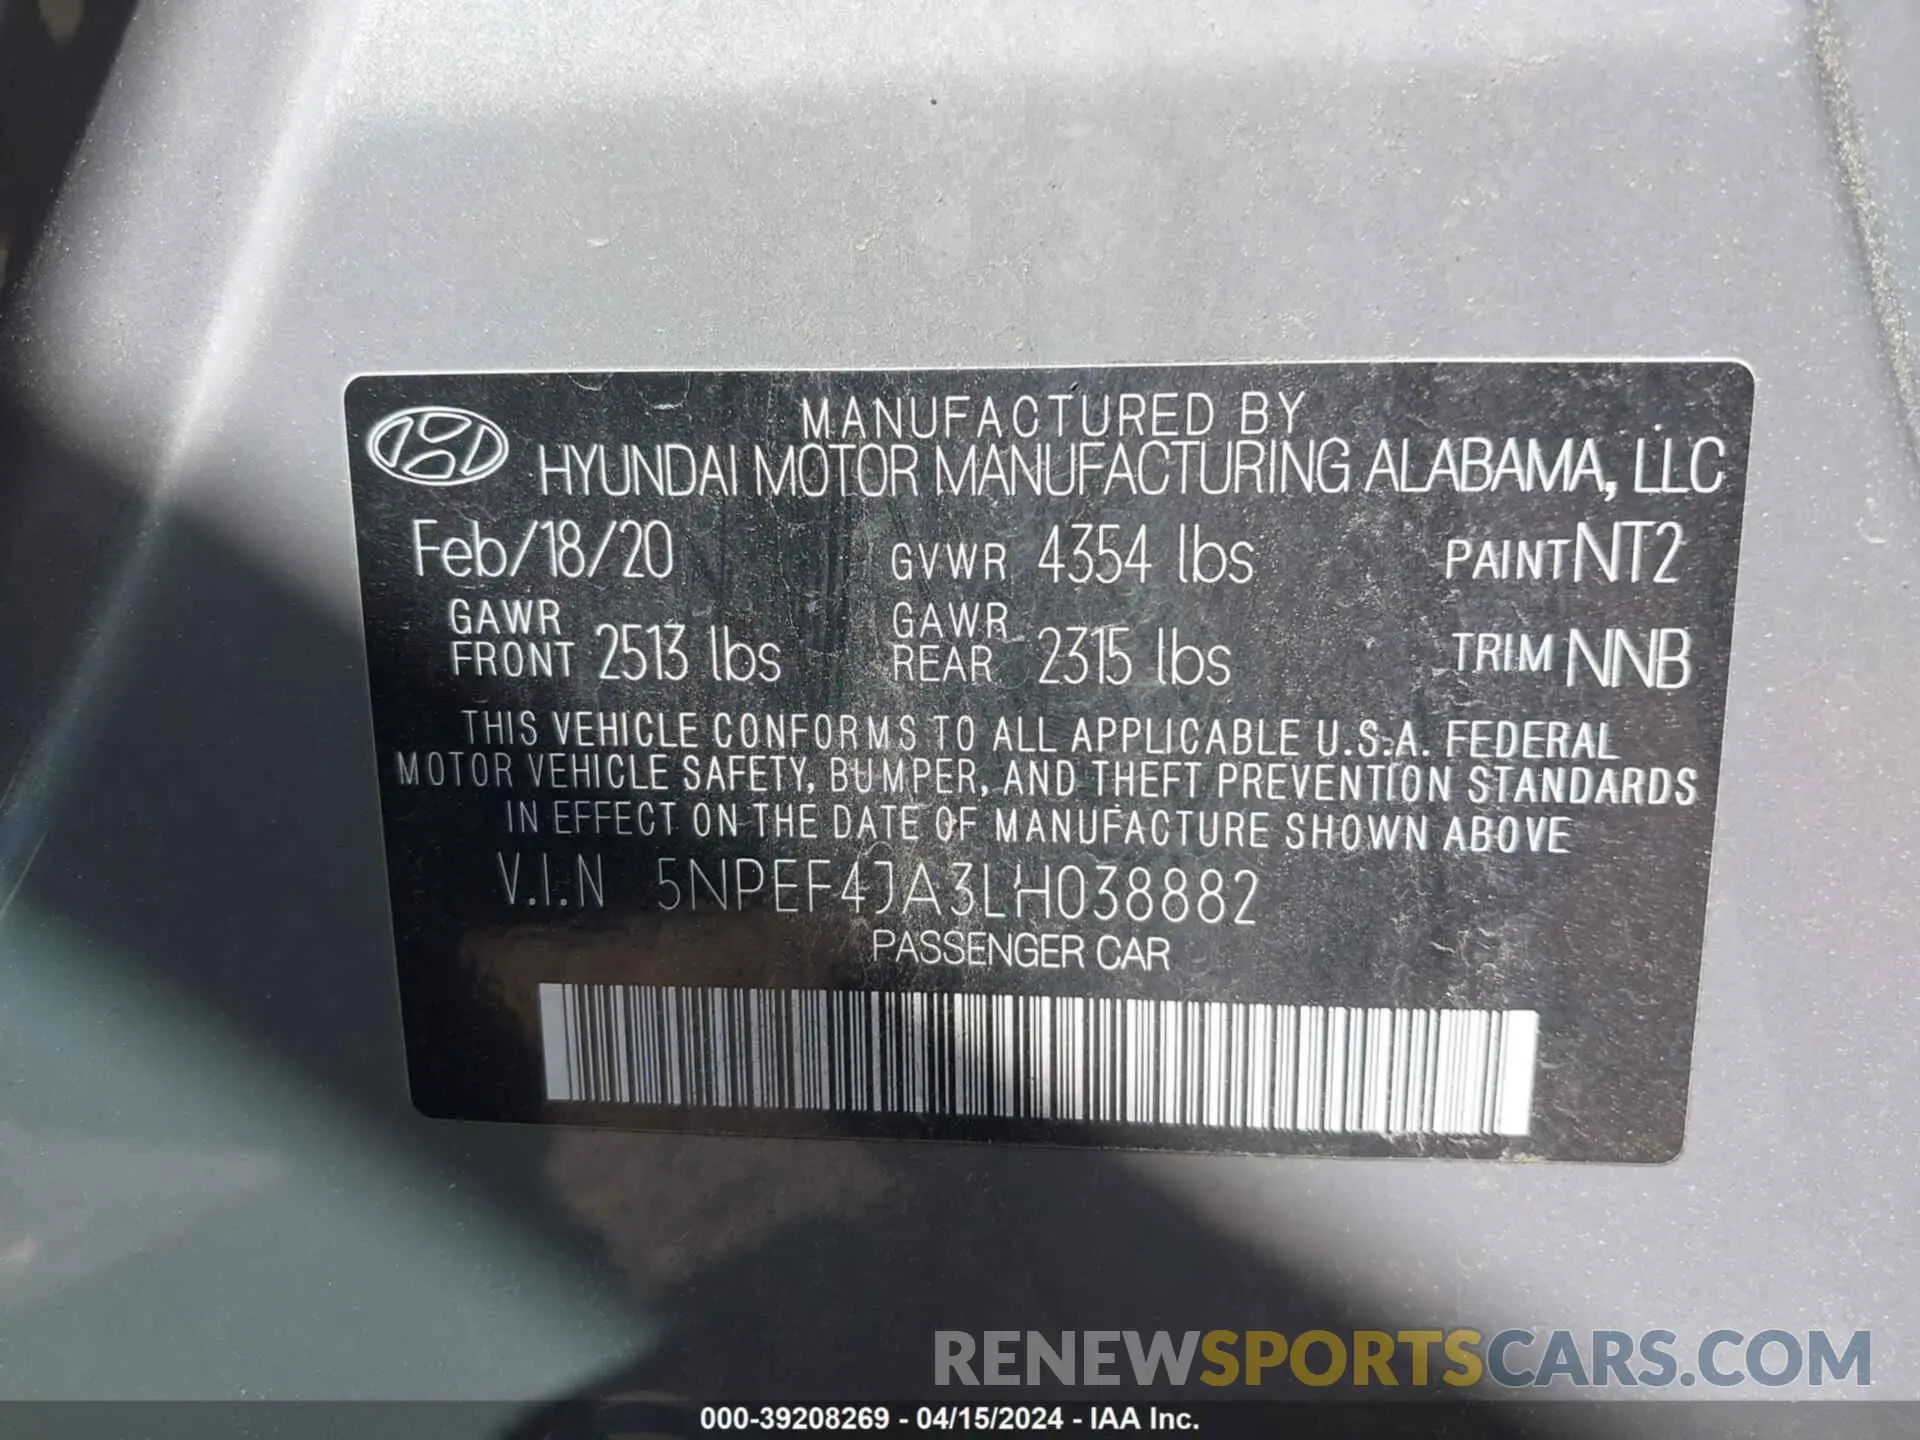 MANUFACTURED BY
HYUNDAI MOTOR MANUFACTURING ALABAMA, LLC
Feb/18/20 GVWR 4354 lbs PAINT NT2
GAWR FRONT 2513 lbs GAWR REAR 2315 lbs TRIM NNB
THIS VEHICLE CONFORMS TO ALL APPLICABLE U.S.A. FEDERAL
MOTOR VEHICLE SAFETY, BUMPER, AND THEFT PREVENTION STANDARDS
IN EFFECT ON THE DATE OF MANUFACTURE SHOWN ABOVE
V.I.N 5NPEF4JA3LH038882
PASSENGER CAR
RENEWSPORTSCARS.COM
000-39208269 - 04/15/2024 - IAA Inc.